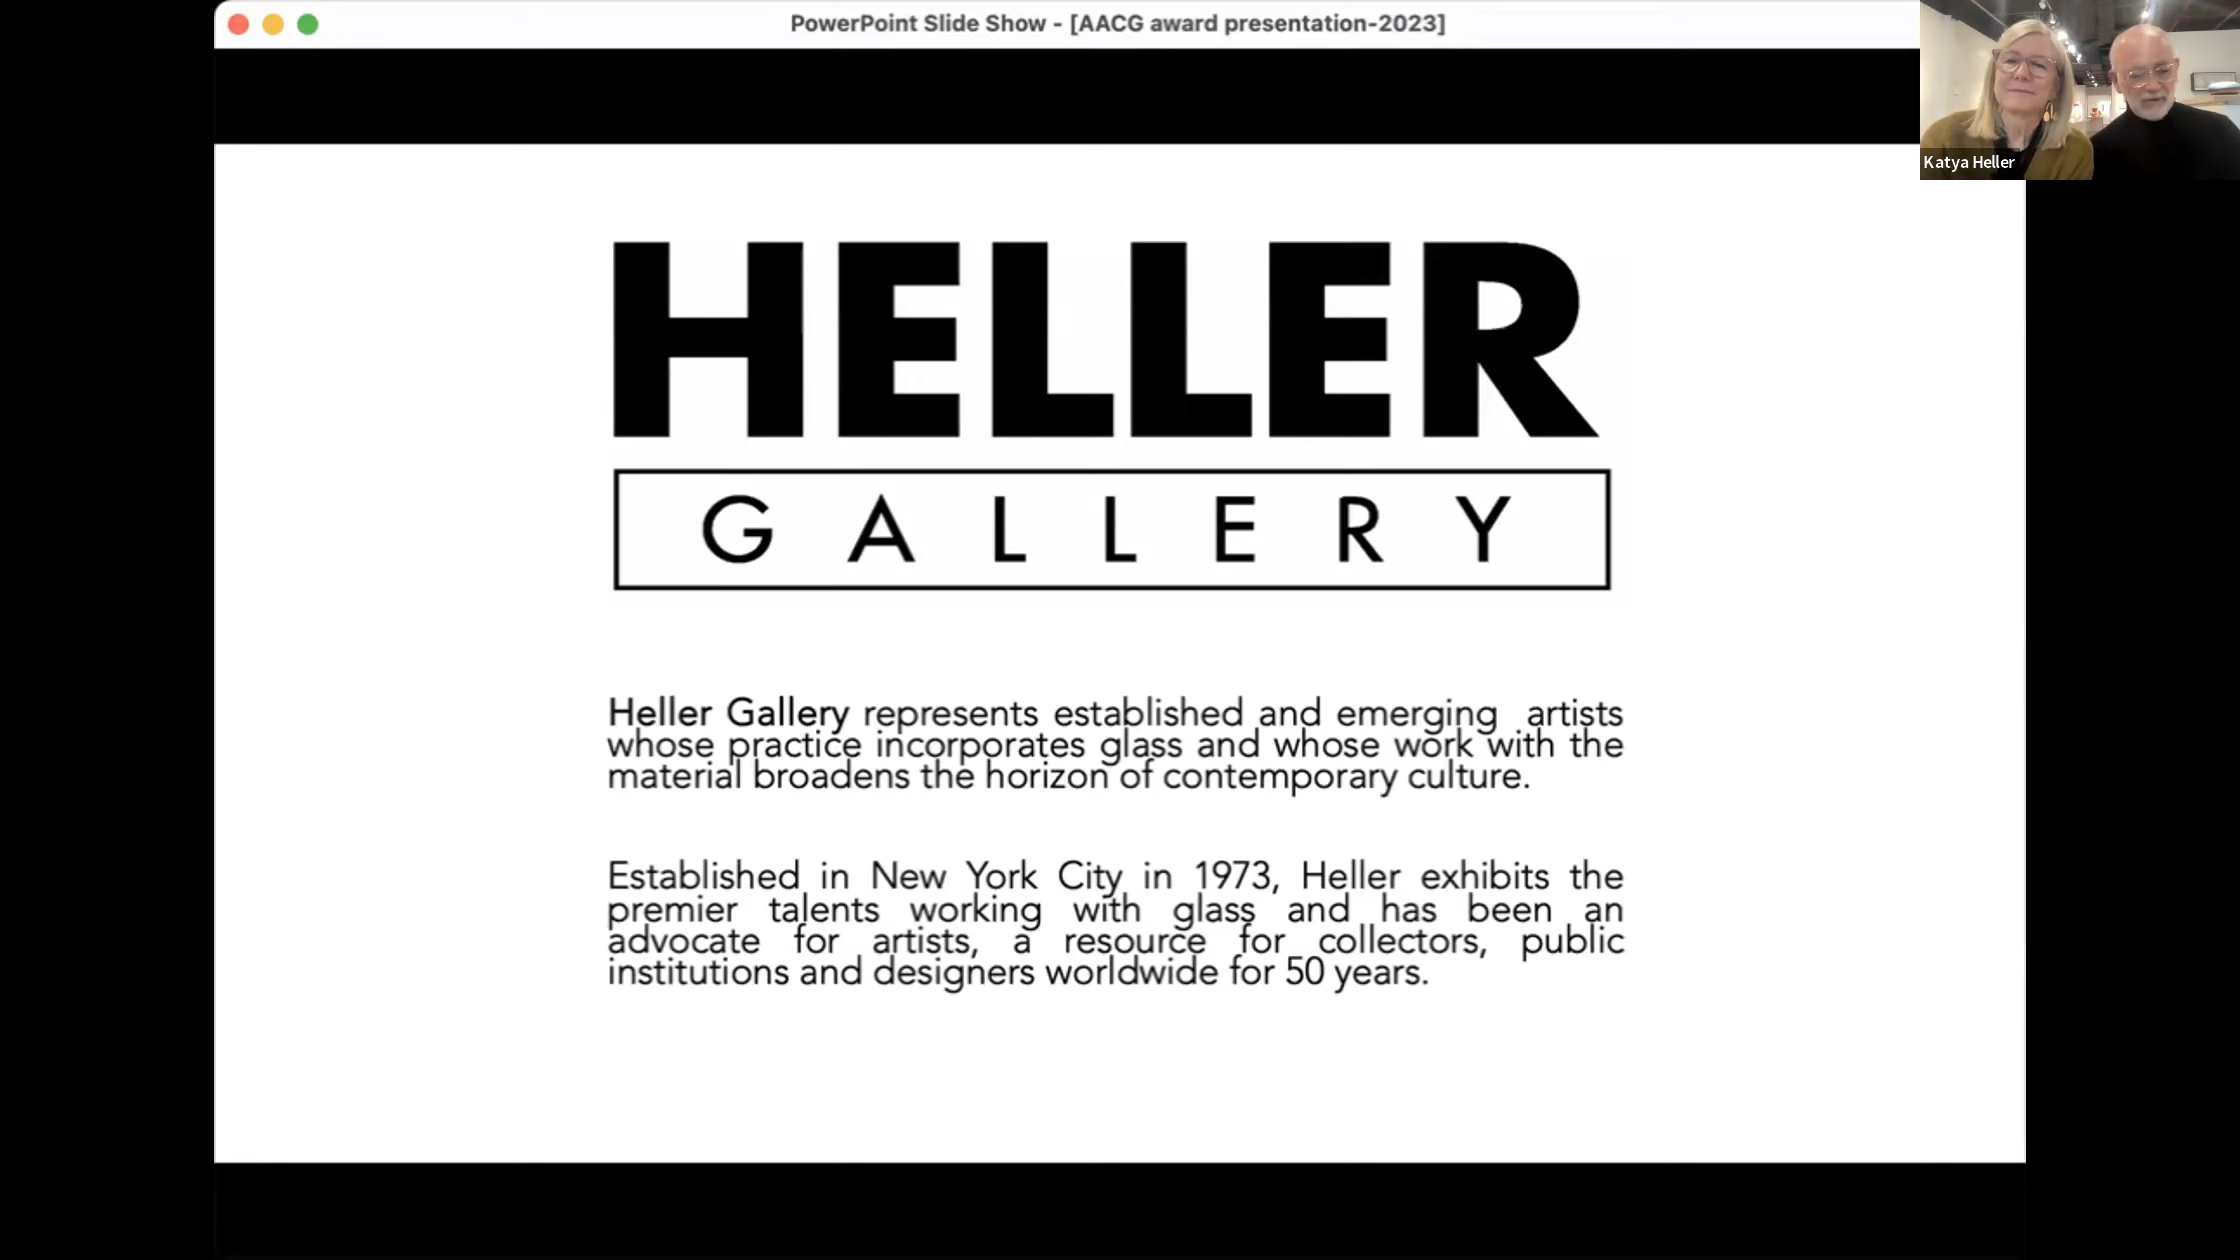 PowerPoint Slide Show - [AACG award presentation-2023]
Katya Heller
HELLER
GALLERY
Heller Gallery represents established and emerging artists
whose practice incorporates glass and whose work with the
material broadens the horizon of contemporary culture.
Established in New York City in 1973, Heller exhibits the
premier talents working with glass and has been an
advocate for artists, a resource for collectors, public
institutions and designers worldwide for 50 years.